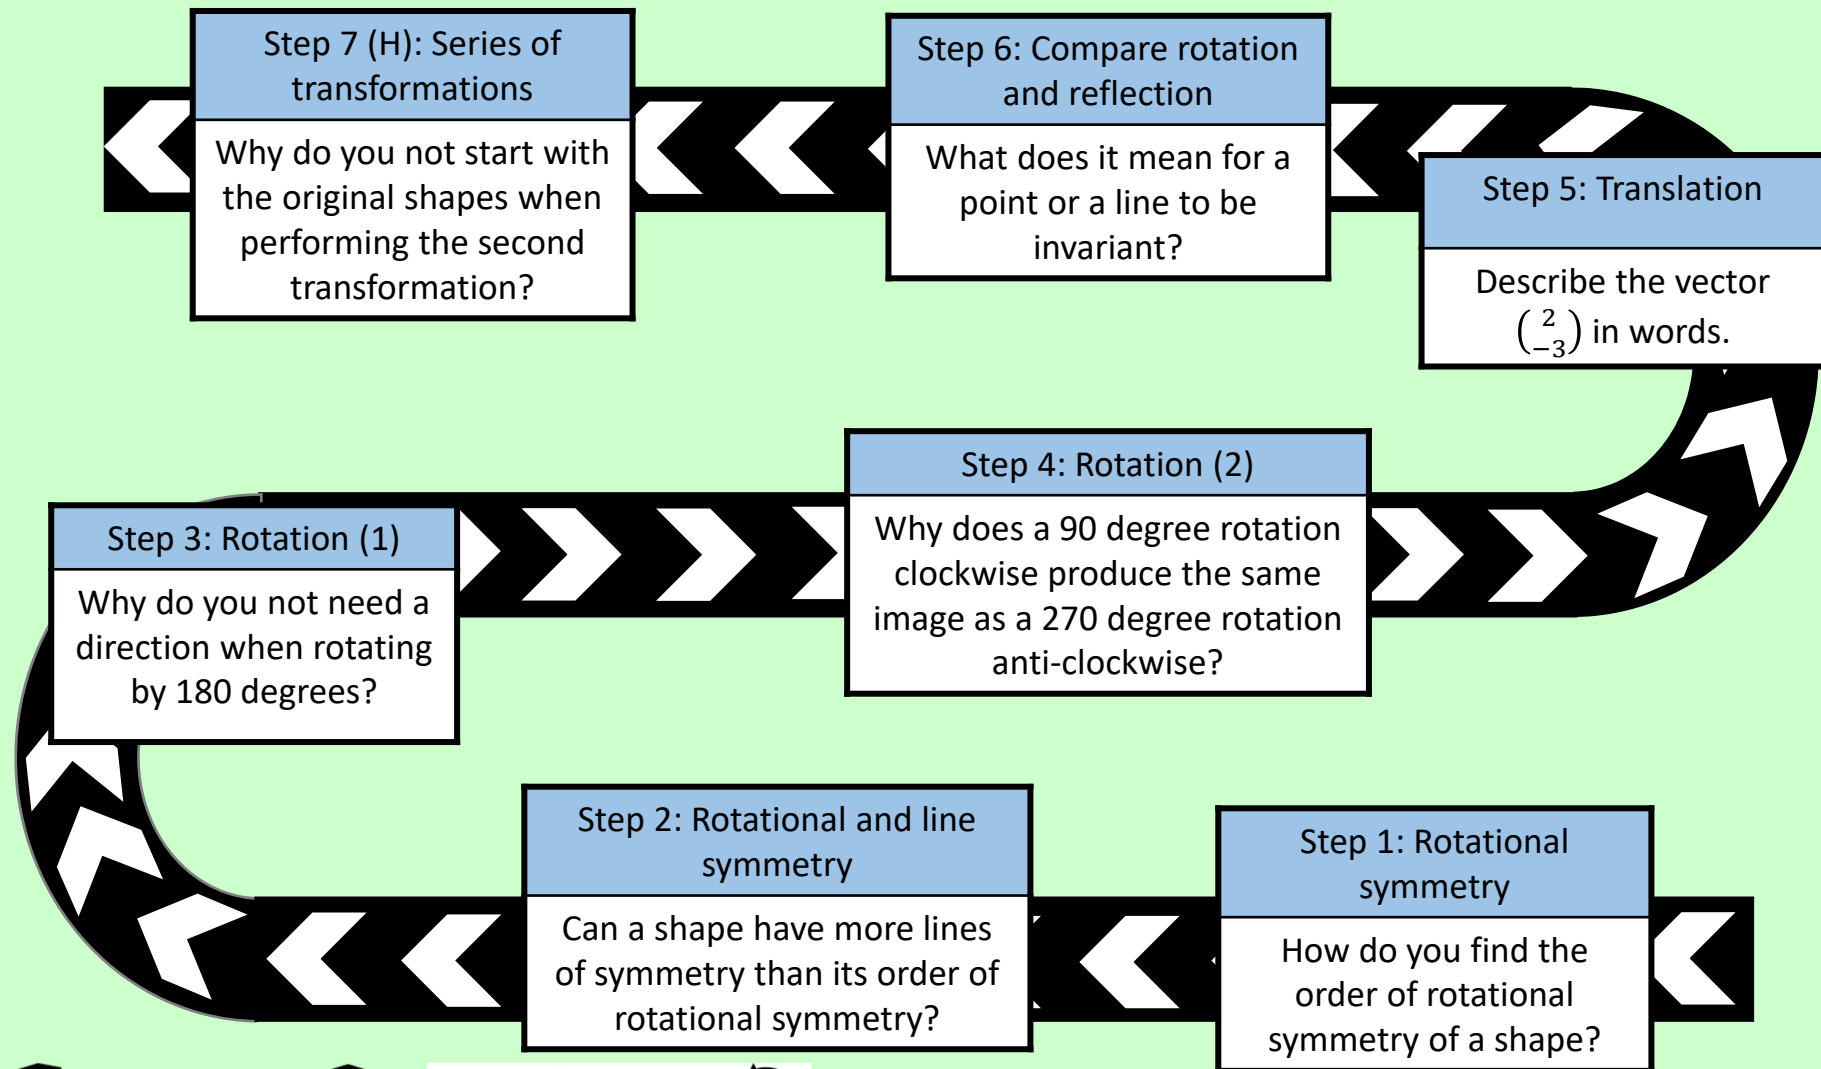 Step 7 (H): Series of
transformations
Why do you not start with
the original shapes when
performing the second
transformation?
Step 6: Compare rotation
and reflection
What does it mean for a
point or a line to be
invariant?
Step 5: Translation
Describe the vector
(2 −3) in words.
Step 4: Rotation (2)
Why does a 90 degree rotation
clockwise produce the same
image as a 270 degree rotation
anti-clockwise?
Step 3: Rotation (1)
Why do you not need a
direction when rotating
by 180 degrees?
Step 2: Rotational and line
symmetry
Can a shape have more lines
of symmetry than its order of
rotational symmetry?
Step 1: Rotational
symmetry
How do you find the
order of rotational
symmetry of a shape?